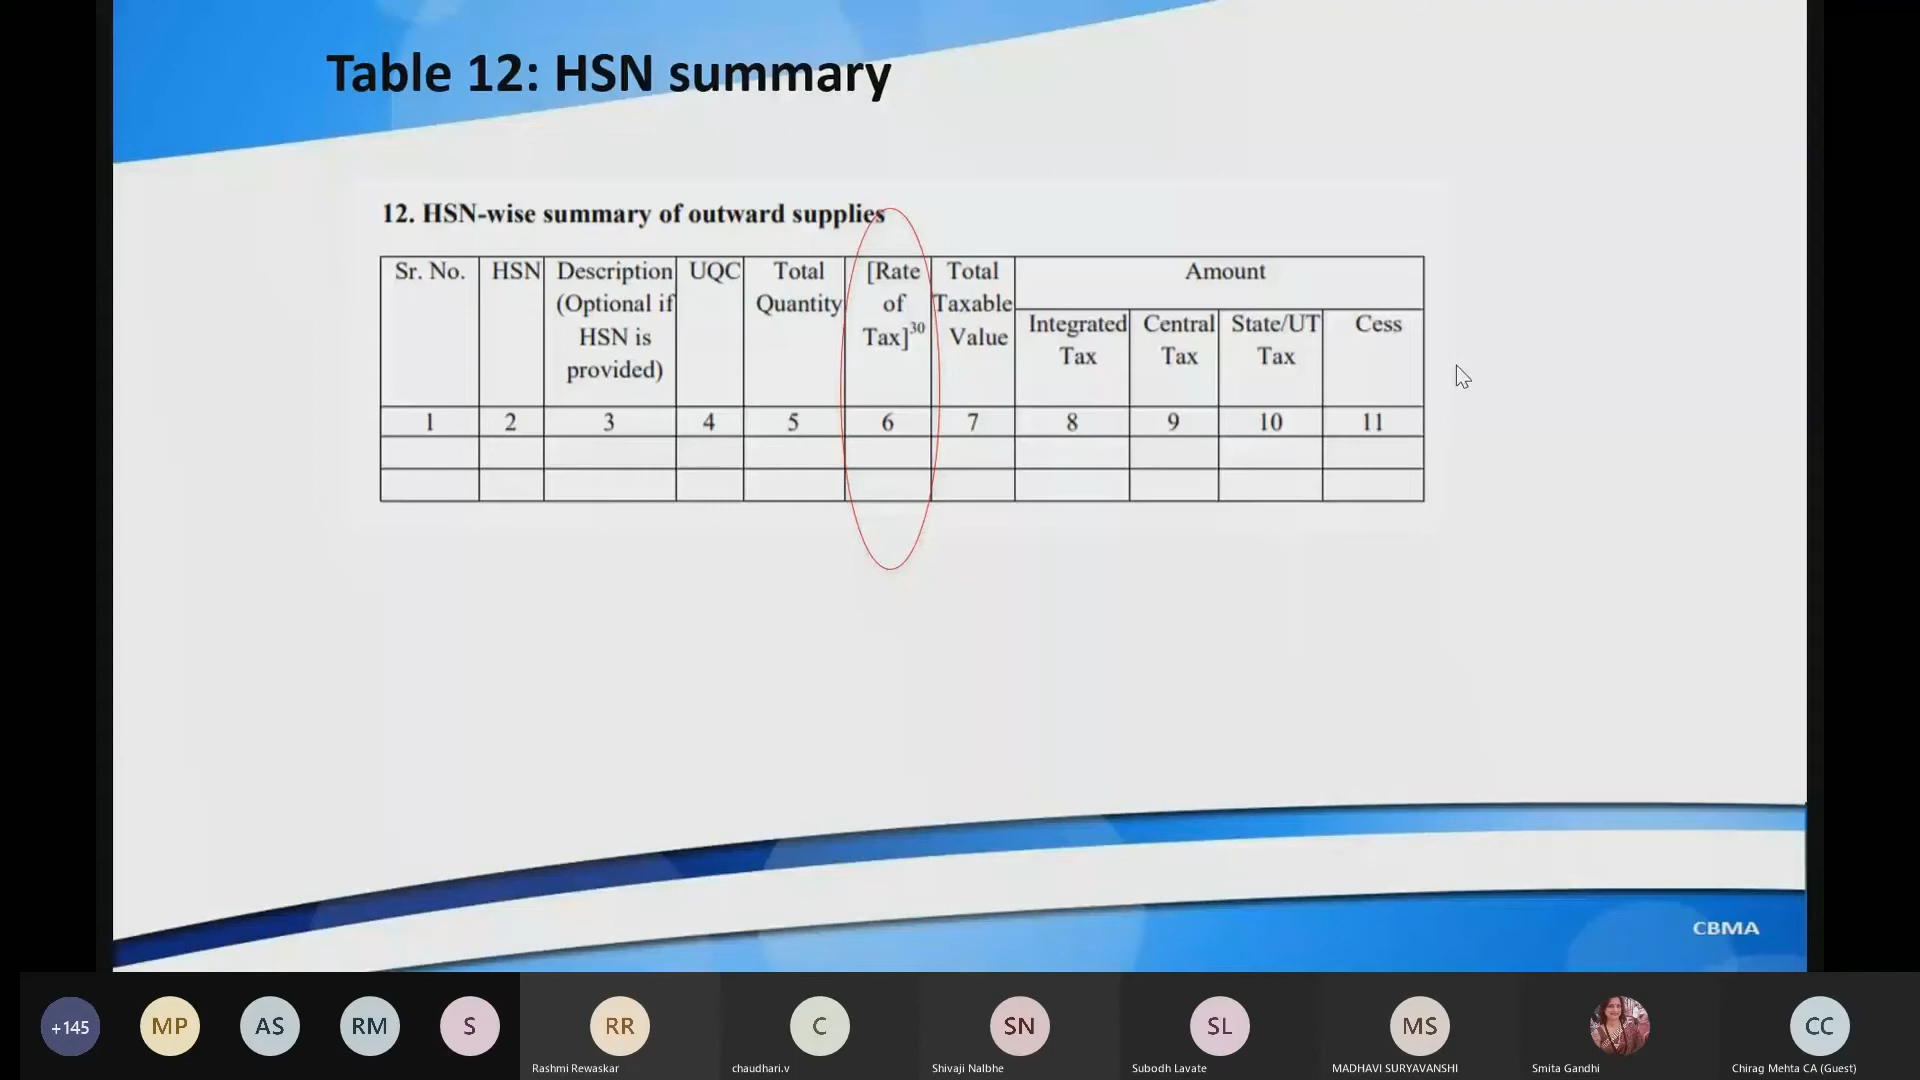 Table 12: HSN summary
12. HSN-wise summary of outward supplies
Sr. No. HSN Description UQC Total [Rate Total Amount
(Optional if Quantity of Taxable
HSN is Tax]30 Value Integrated Central State/UT Cess
provided) Tax Tax Tax
1 2 3 4 5 6 7 8 9 10 11
CBMA
+145 MP AS RM S RR C SN SL MS CC
Rashmi Rewaskar chaudhari.v Shivaji Nalbhe Subodh Lavate MADHAVI SURYAVANSHI Smita Gandhi Chirag Mehta CA (Guest)